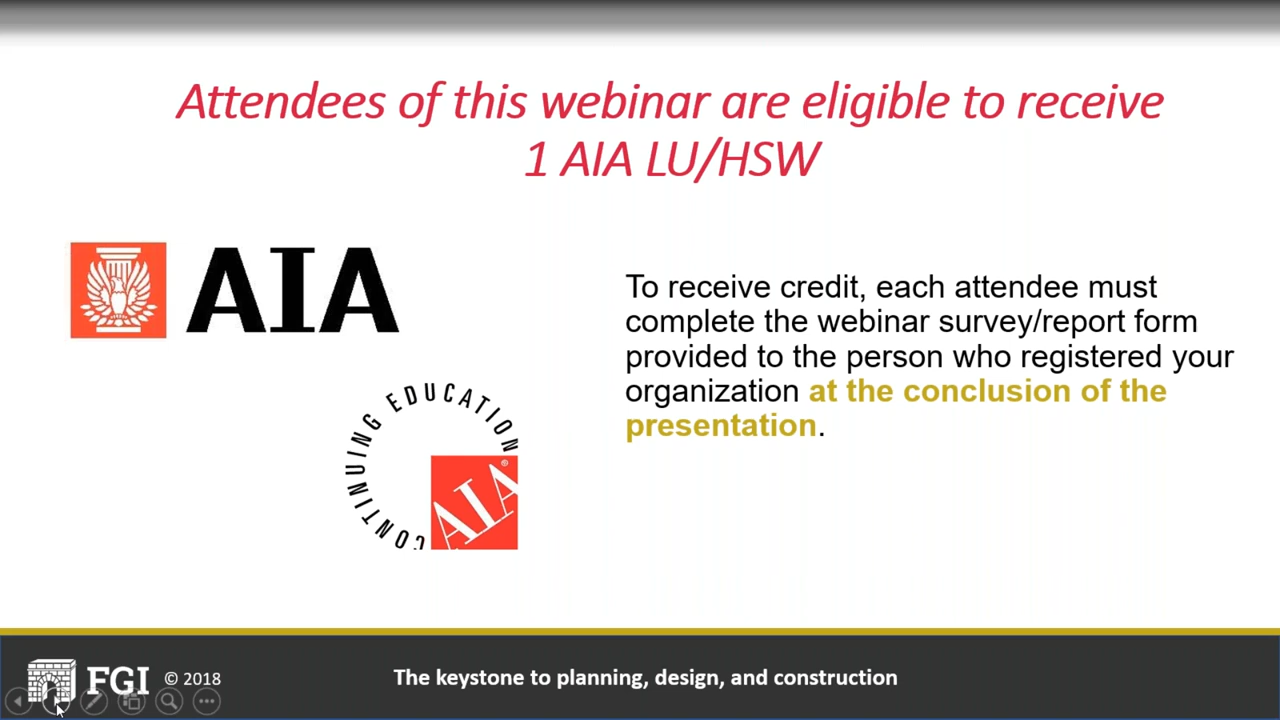 Attendees of this webinar are eligible to receive
1 AIA LU/HSW
AIA
To receive credit, each attendee must
complete the webinar survey/report form
provided to the person who registered your
organization at the conclusion of the
presentation.
CONTINUING EDUCATION
AIA®
FGI © 2018
The keystone to planning, design, and construction